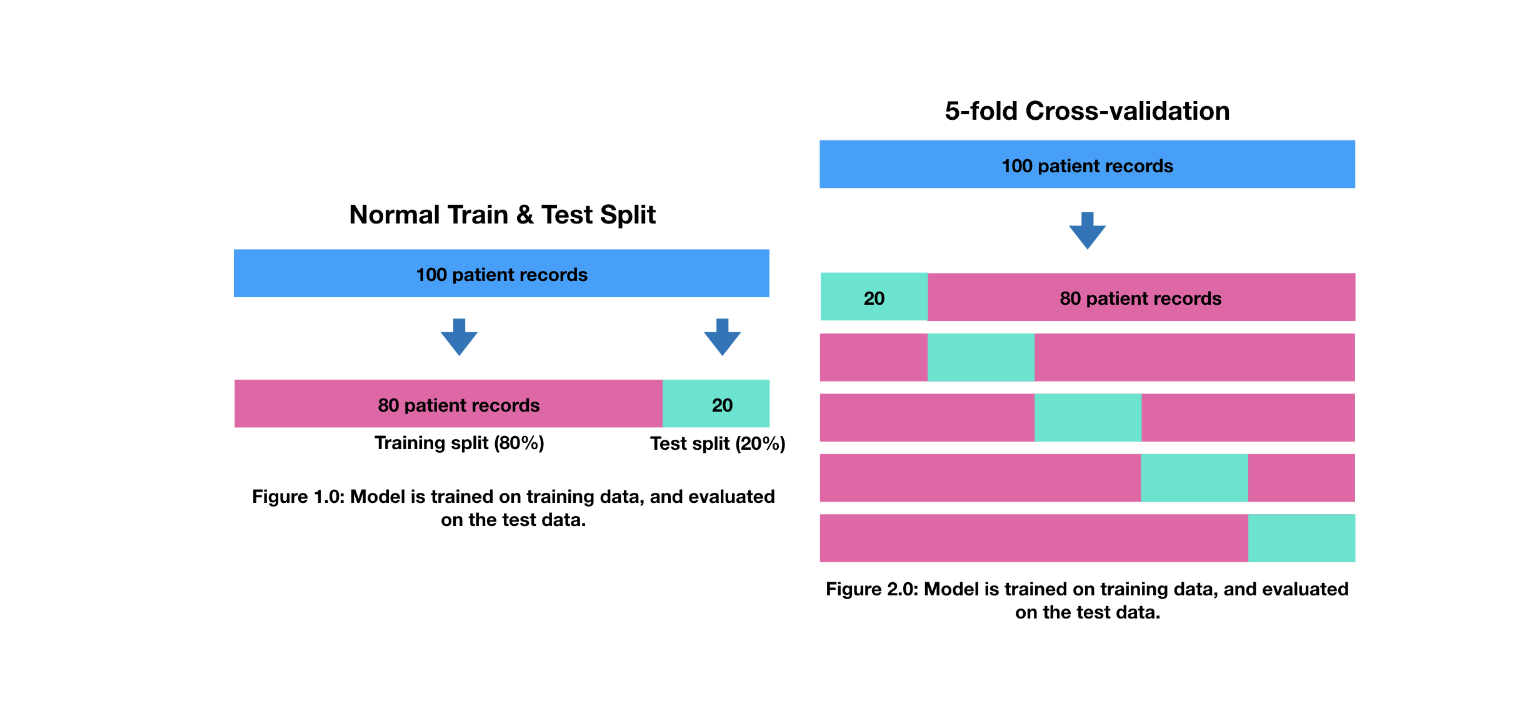 Normal Train & Test Split
100 patient records
80 patient records
20
Training split (80%)
Test split (20%)
Figure 1.0: Model is trained on training data, and evaluated
on the test data.
5-fold Cross-validation
100 patient records
20
80 patient records
Figure 2.0: Model is trained on training data, and evaluated
on the test data.